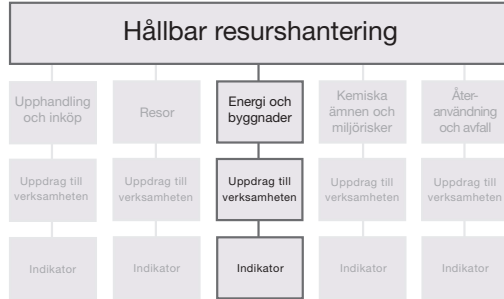 Hållbar resurshantering
Upphandling
och inköp
Resor
Energi och
byggnader
Kemiska
ämnen och
miljörisker
Åter-
användning
och avfall
Uppdrag till
verksamheten
Uppdrag till
verksamheten
Uppdrag till
verksamheten
Uppdrag till
verksamheten
Uppdrag till
verksamheten
Indikator
Indikator
Indikator
Indikator
Indikator